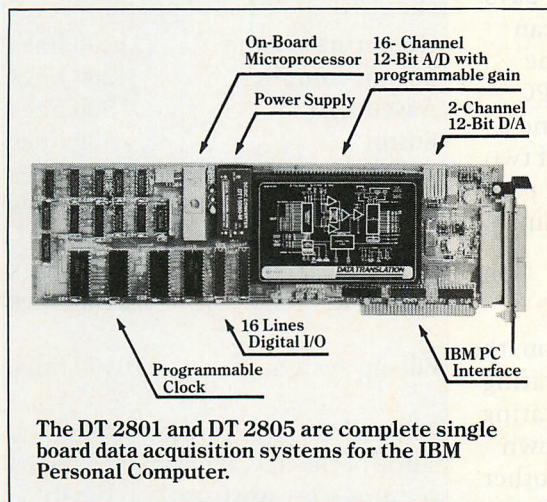 On-Board
Microprocessor
16- Channel
12-Bit A/D with
programmable gain
Power Supply
2-Channel
12-Bit D/A
DATA TRANSLATION
16 Lines
Digital I/O
IBM PC
Interface
Programmable
Clock
The DT 2801 and DT 2805 are complete single
board data acquisition systems for the IBM
Personal Computer.